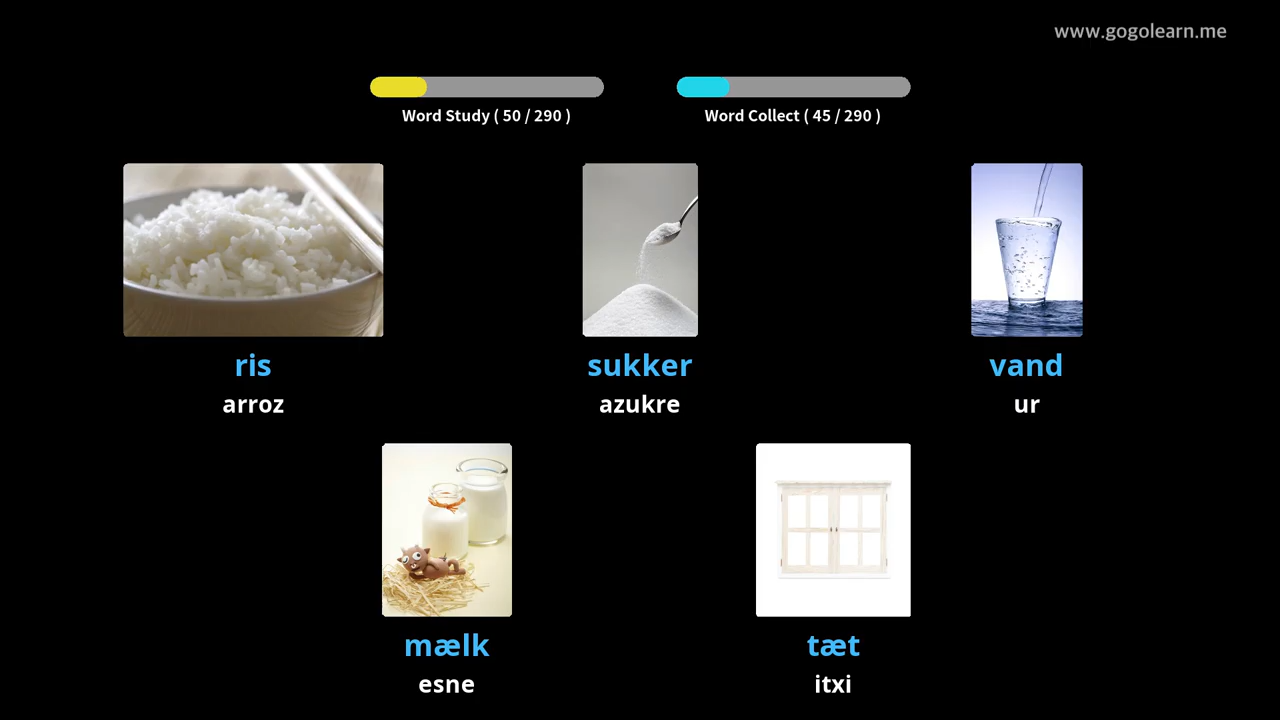 www.gogolearn.me
Word Study ( 50 / 290 )
Word Collect ( 45 / 290 )
ris
sukker
vand
arroz
azukre
ur
mælk
tæt
esne
itxi